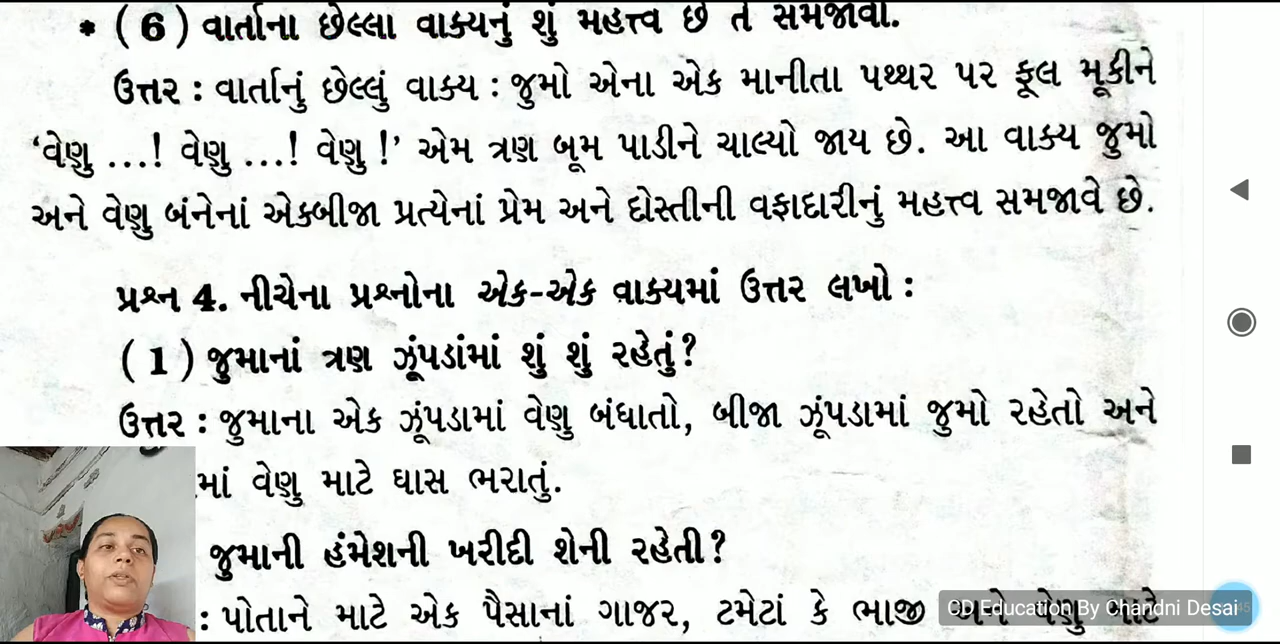 * ( 6 ) વાર્તાના છેલ્લા વાક્યનું શું મહત્ત્વ છે તે સમજાવો.
ઉત્તર : વાર્તાનું છેલ્લું વાક્ય : જુમો એના એક માનીતા પથ્થર પર ફૂલ મૂકીને
‘વેણુ ...! વેણુ ...! વેણુ !’ એમ ત્રણ બૂમ પાડીને ચાલ્યો જાય છે. આ વાક્ય જુમો
અને વેણુ બંનેનાં એકબીજા પ્રત્યેનાં પ્રેમ અને દોસ્તીની વફાદારીનું મહત્ત્વ સમજાવે છે.
પ્રશ્ન 4. નીચેના પ્રશ્નોના એક-એક વાક્યમાં ઉત્તર લખો :
( 1 ) જુમાનાં ત્રણ ઝૂંપડાંમાં શું શું રહેતું?
ઉત્તર : જુમાના એક ઝૂંપડામાં વેણુ બંધાતો, બીજા ઝૂંપડામાં જુમો રહેતો અને
માં વેણુ માટે ઘાસ ભરાતું.
જુમાની હંમેશની ખરીદી શેની રહેતી?
: પોતાને માટે એક પૈસાનાં ગાજર, ટમેટાં કે ભાજી અને વેણુ માટે
CD Education By Chandni Desai